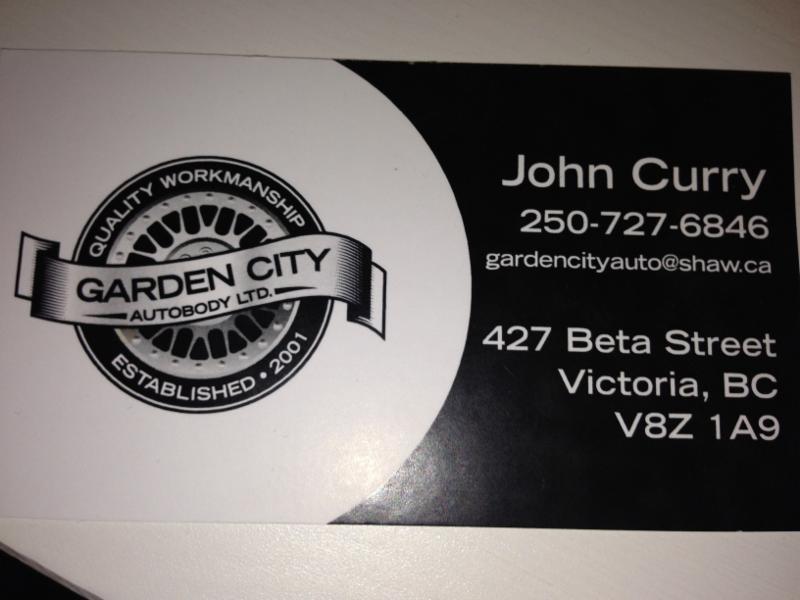 QUALITY WORKMANSHIP
GARDEN CITY
AUTOBODY LTD.
ESTABLISHED • 2001
John Curry
250-727-6846
gardencityauto@shaw.ca
427 Beta Street
Victoria, BC
V8Z 1A9